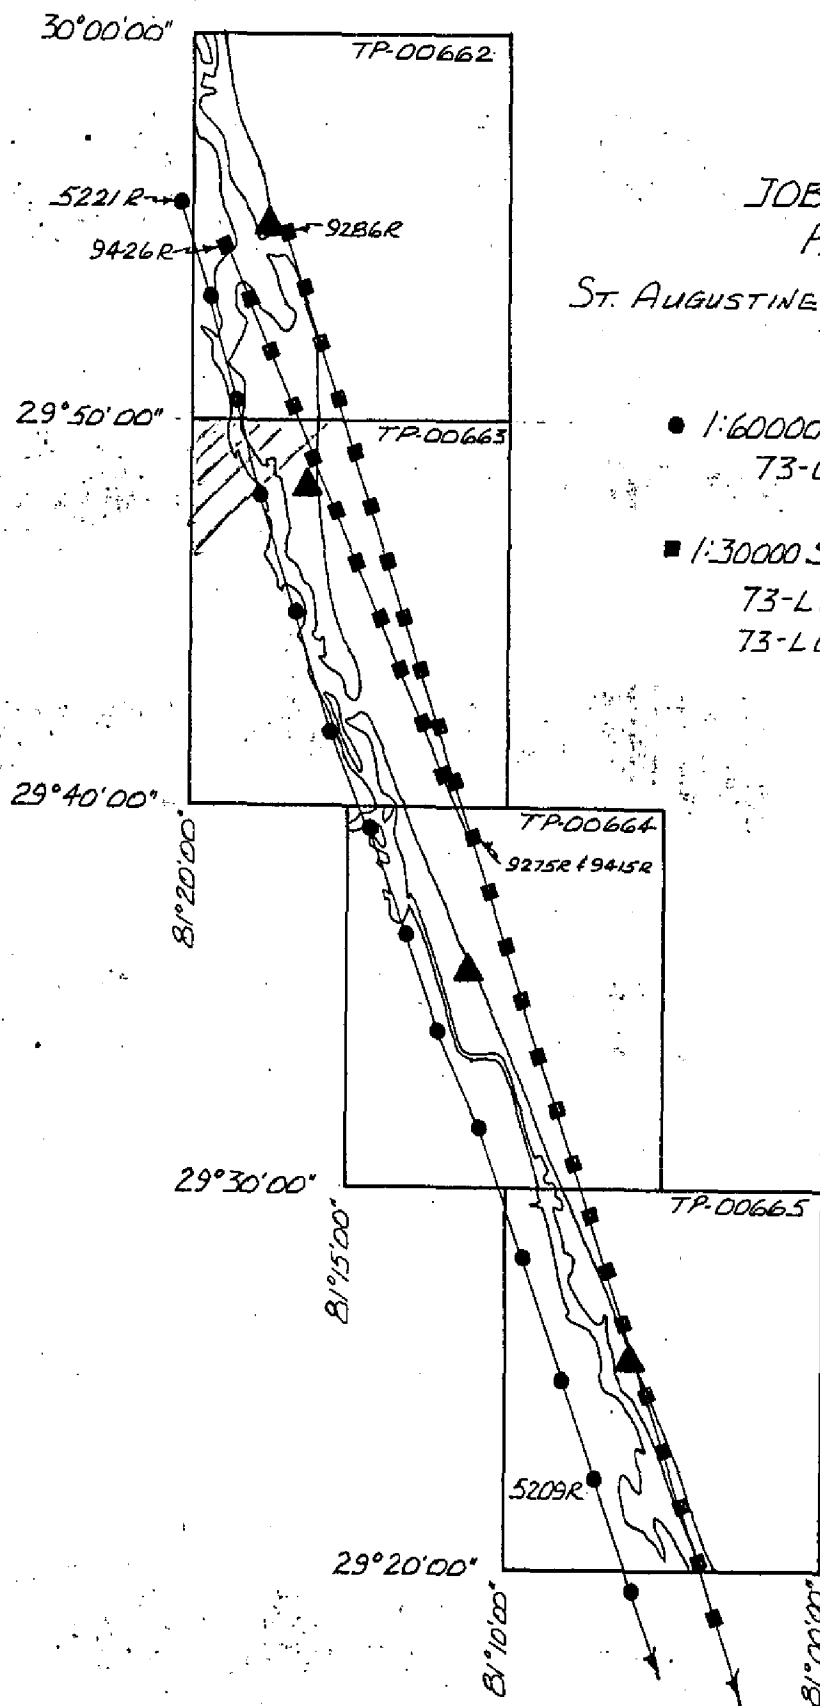 30°00'00"
TP-00662
JOB
5221R
9286R
9426R
ST. AUGUSTINE
29°50'00"
TP-00663
1:60000
73-L
1:30000 S
73-L
73-L
29°40'00"
TP-00664
81°20'00"
9275R & 9415R
29°30'00"
TP-00665
81°15'00"
5209R
29°20'00"
81°10'00"
81°00'00"